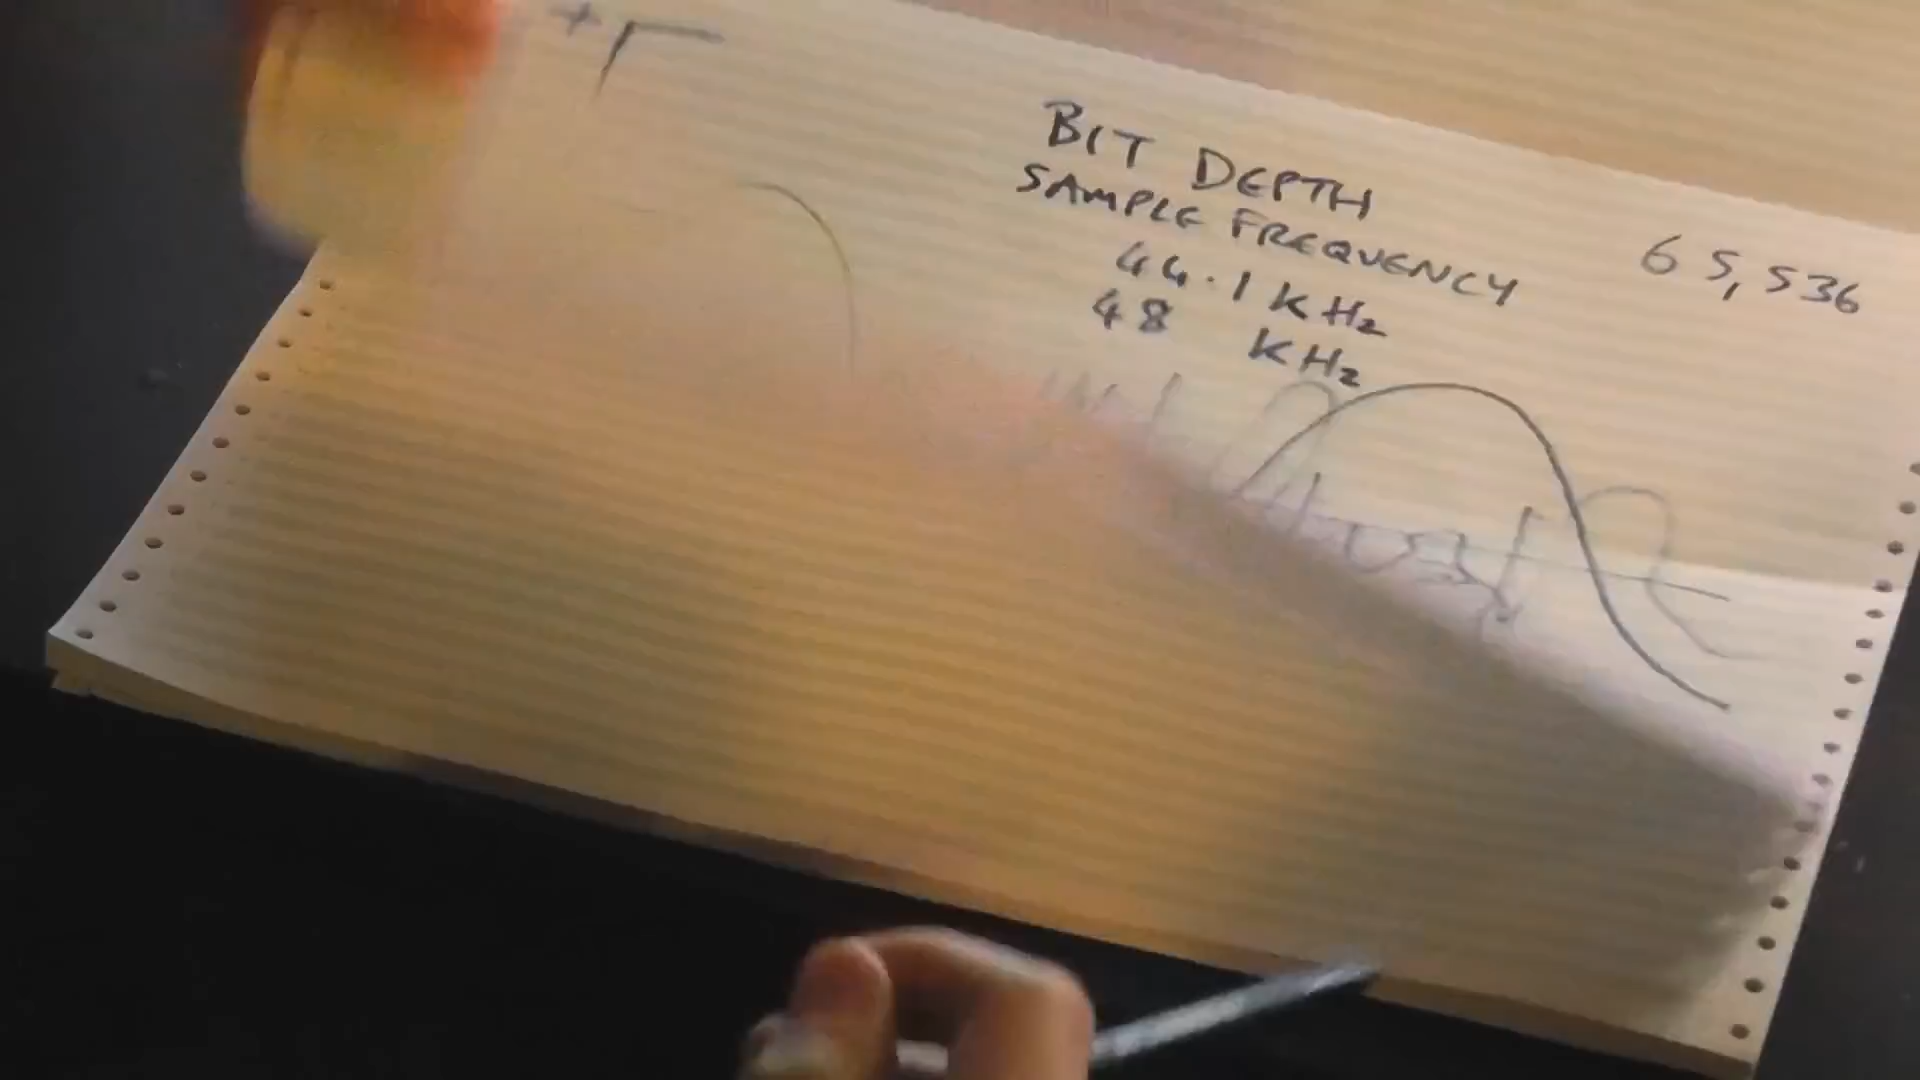 BIT DEPTH
SAMPLE FREQUENCY
65,536
44.1 KHz
48 KHz